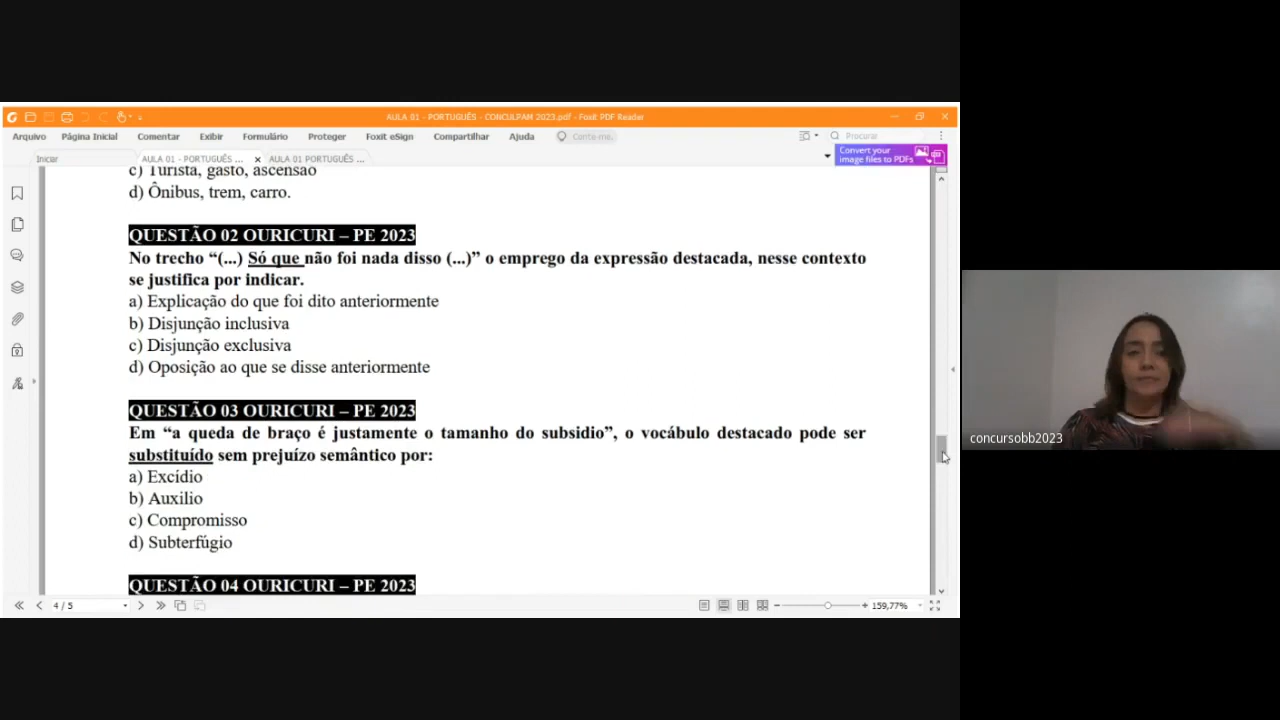 AULA 01 - PORTUGUÊS - CONCULPAM 2023.pdf - Foxit PDF Reader
Arquivo Página Inicial Comentar Exibir Formulário Proteger Foxit eSign Compartilhar Ajuda Conte-me. Procurar
Iniciar AULA 01 - PORTUGUÊS ... AULA 01 PORTUGUÊS ...
Convert your
image files to PDFs
c) Turista, gasto, ascensão
d) Ônibus, trem, carro.
QUESTÃO 02 OURICURI – PE 2023
No trecho “(...) Só que não foi nada disso (...)” o emprego da expressão destacada, nesse contexto
se justifica por indicar.
a) Explicação do que foi dito anteriormente
b) Disjunção inclusiva
c) Disjunção exclusiva
d) Oposição ao que se disse anteriormente
QUESTÃO 03 OURICURI – PE 2023
Em “a queda de braço é justamente o tamanho do subsidio”, o vocábulo destacado pode ser
substituído sem prejuízo semântico por:
a) Excídio
b) Auxilio
c) Compromisso
d) Subterfúgio
QUESTÃO 04 OURICURI – PE 2023
4 / 5
159,77%
concursobb2023